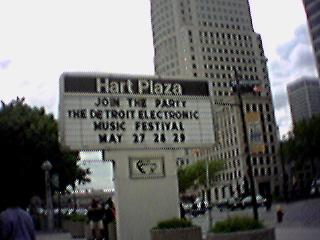 Hart Plaza
JOIN THE PARTY
THE DETROIT ELECTRONIC
MUSIC FESTIVAL
MAY 27 28 29